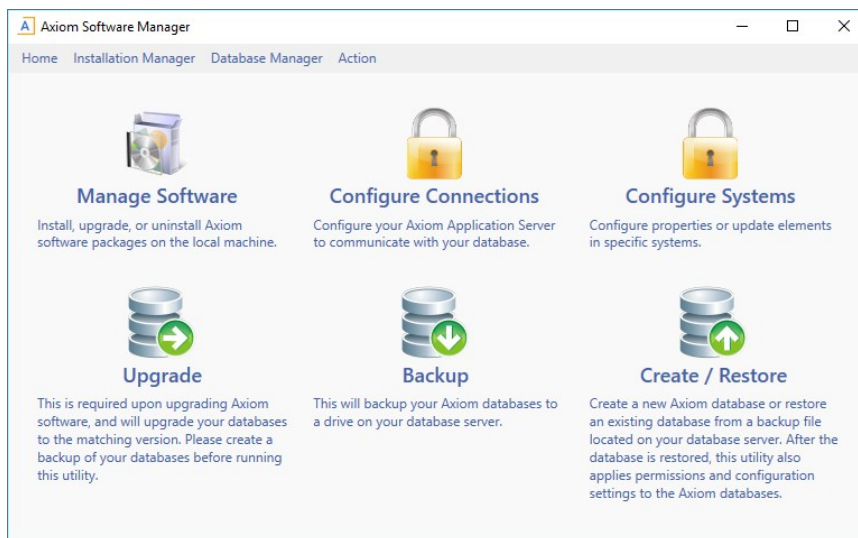 A Axiom Software Manager
Home Installation Manager Database Manager Action
Manage Software
Install, upgrade, or uninstall Axiom
software packages on the local machine.
Configure Connections
Configure your Axiom Application Server
to communicate with your database.
Configure Systems
Configure properties or update elements
in specific systems.
Upgrade
This is required upon upgrading Axiom
software, and will upgrade your databases
to the matching version. Please create a
backup of your databases before running
this utility.
Backup
This will backup your Axiom databases to
a drive on your database server.
Create / Restore
Create a new Axiom database or restore
an existing database from a backup file
located on your database server. After the
database is restored, this utility also
applies permissions and configuration
settings to the Axiom databases.